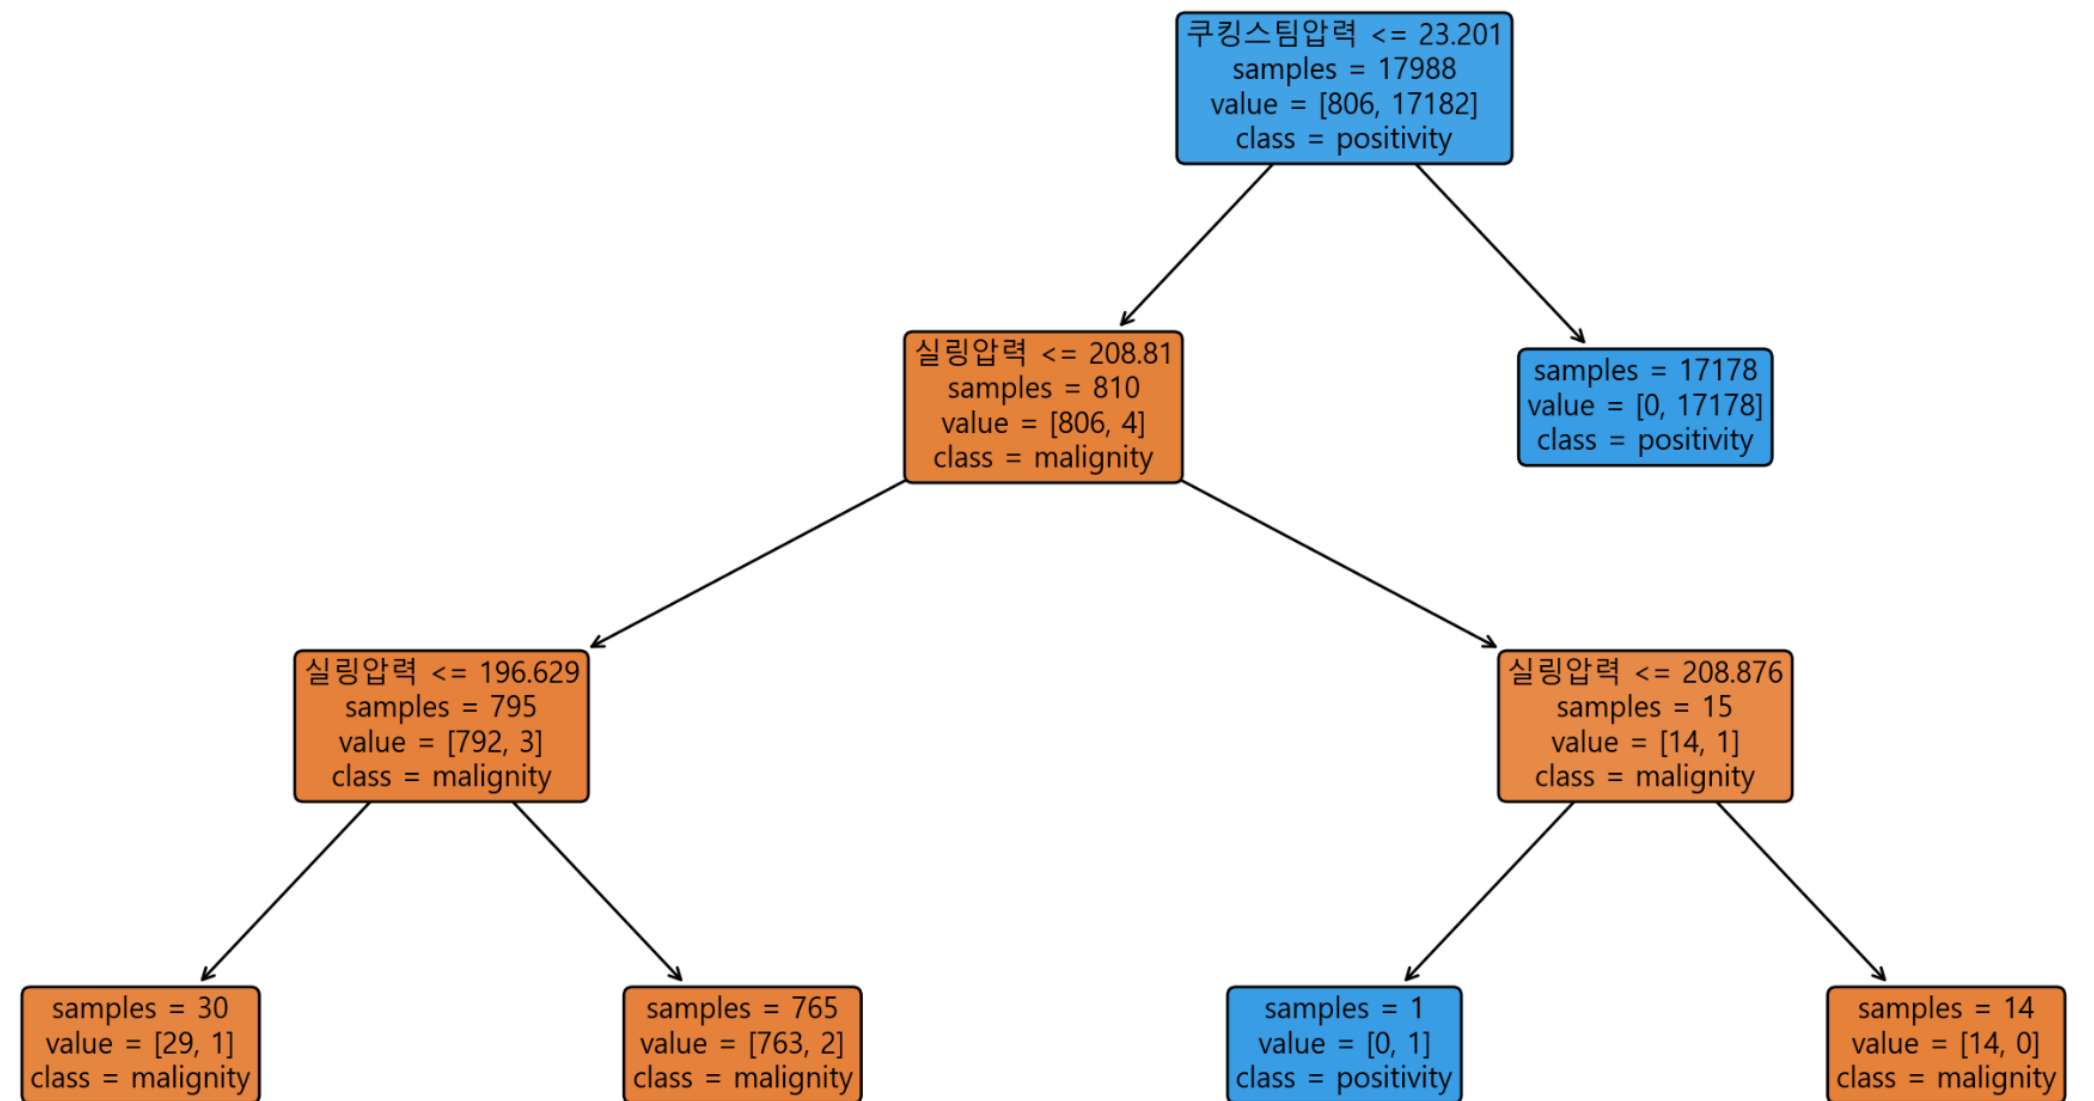 쿠킹스팀압력 <= 23.201
samples = 17988
value = [806, 17182]
class = positivity
실링압력 <= 208.81
samples = 810
value = [806, 4]
class = malignity
samples = 17178
value = [0, 17178]
class = positivity
실링압력 <= 196.629
samples = 795
value = [792, 3]
class = malignity
실링압력 <= 208.876
samples = 15
value = [14, 1]
class = malignity
samples = 30
value = [29, 1]
class = malignity
samples = 765
value = [763, 2]
class = malignity
samples = 1
value = [0, 1]
class = positivity
samples = 14
value = [14, 0]
class = malignity